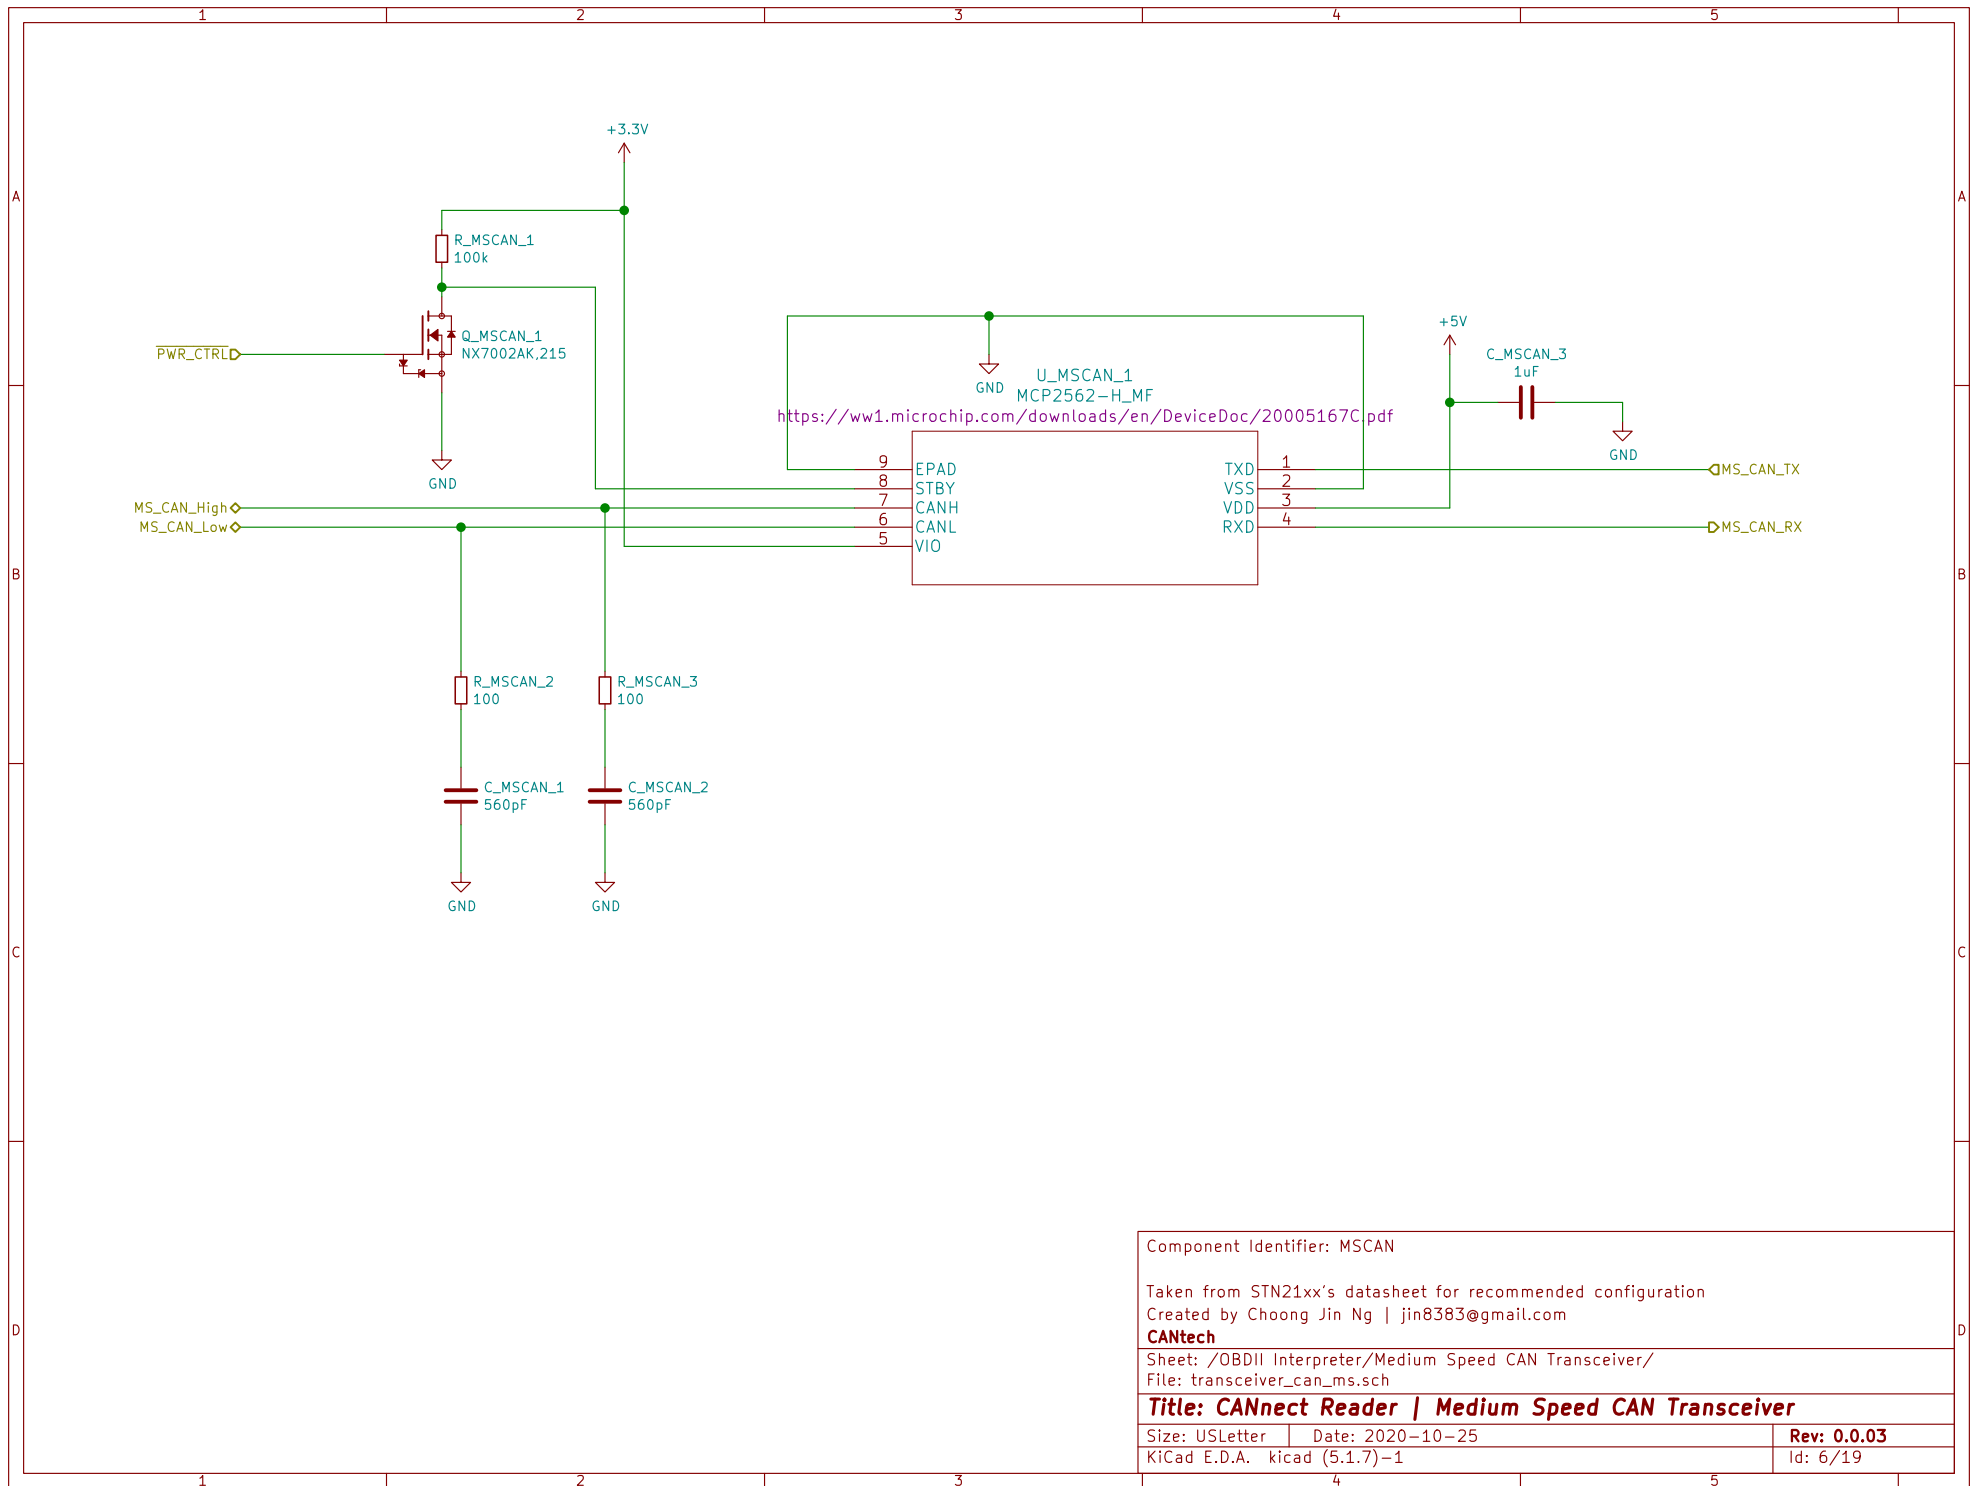 1 2 3 4 5
A A
+3.3V
R_MSCAN_1
100k
Q_MSCAN_1
NX7002AK,215
PWR_CTRL
GND
GND
U_MSCAN_1
MCP2562-H_MF
https://ww1.microchip.com/downloads/en/DeviceDoc/20005167C.pdf
+5V
C_MSCAN_3
1uF
GND
9 EPAD TXD 1
8 STBY VSS 2
7 CANH VDD 3
6 CANL RXD 4
5 VIO
MS_CAN_TX
MS_CAN_RX
MS_CAN_High
MS_CAN_Low
B B
R_MSCAN_2
100
R_MSCAN_3
100
C_MSCAN_1
560pF
C_MSCAN_2
560pF
GND GND
C C
D D
Component Identifier: MSCAN
Taken from STN21xx's datasheet for recommended configuration
Created by Choong Jin Ng | jin8383@gmail.com
CANtech
Sheet: /OBDII Interpreter/Medium Speed CAN Transceiver/
File: transceiver_can_ms.sch
Title: CANnect Reader | Medium Speed CAN Transceiver
Size: USLetter Date: 2020-10-25 Rev: 0.0.03
KiCad E.D.A. kicad (5.1.7)-1 Id: 6/19
1 2 3 4 5